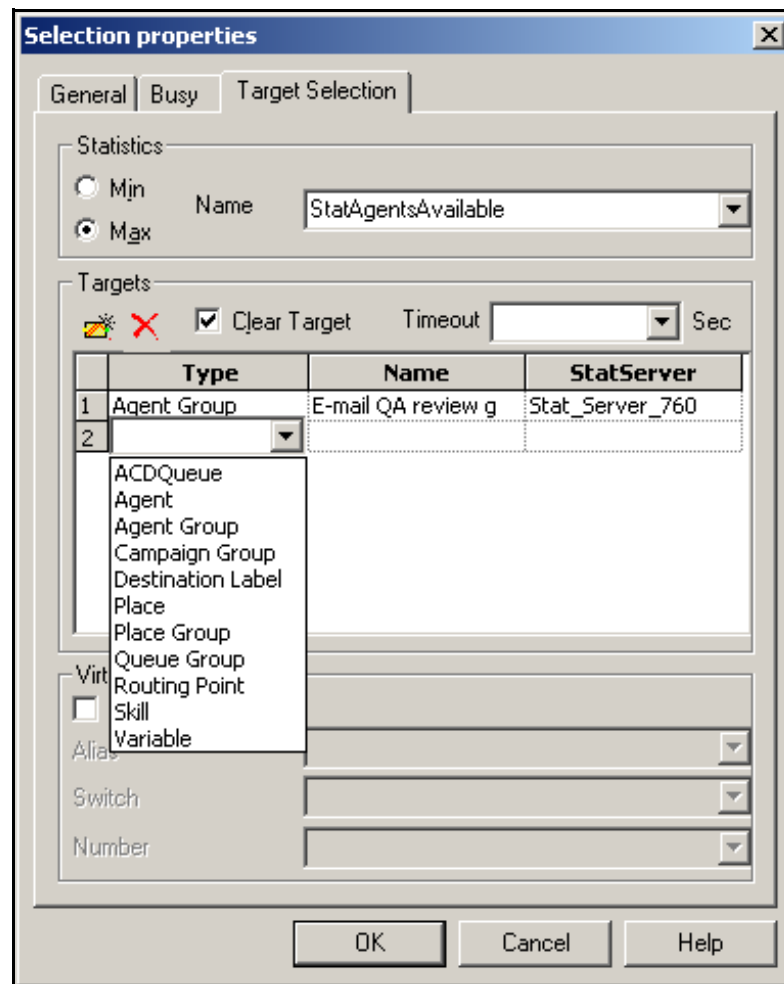 Selection properties
General Busy Target Selection
Statistics
Min
Max
Name StatAgentsAvailable
Targets
Clear Target Timeout Sec
Type Name StatServer
1 Agent Group E-mail QA review g Stat_Server_760
2
ACDQueue
Agent
Agent Group
Campaign Group
Destination Label
Place
Place Group
Queue Group
Routing Point
Skill
Variable
Virt
Alias
Switch
Number
OK Cancel Help